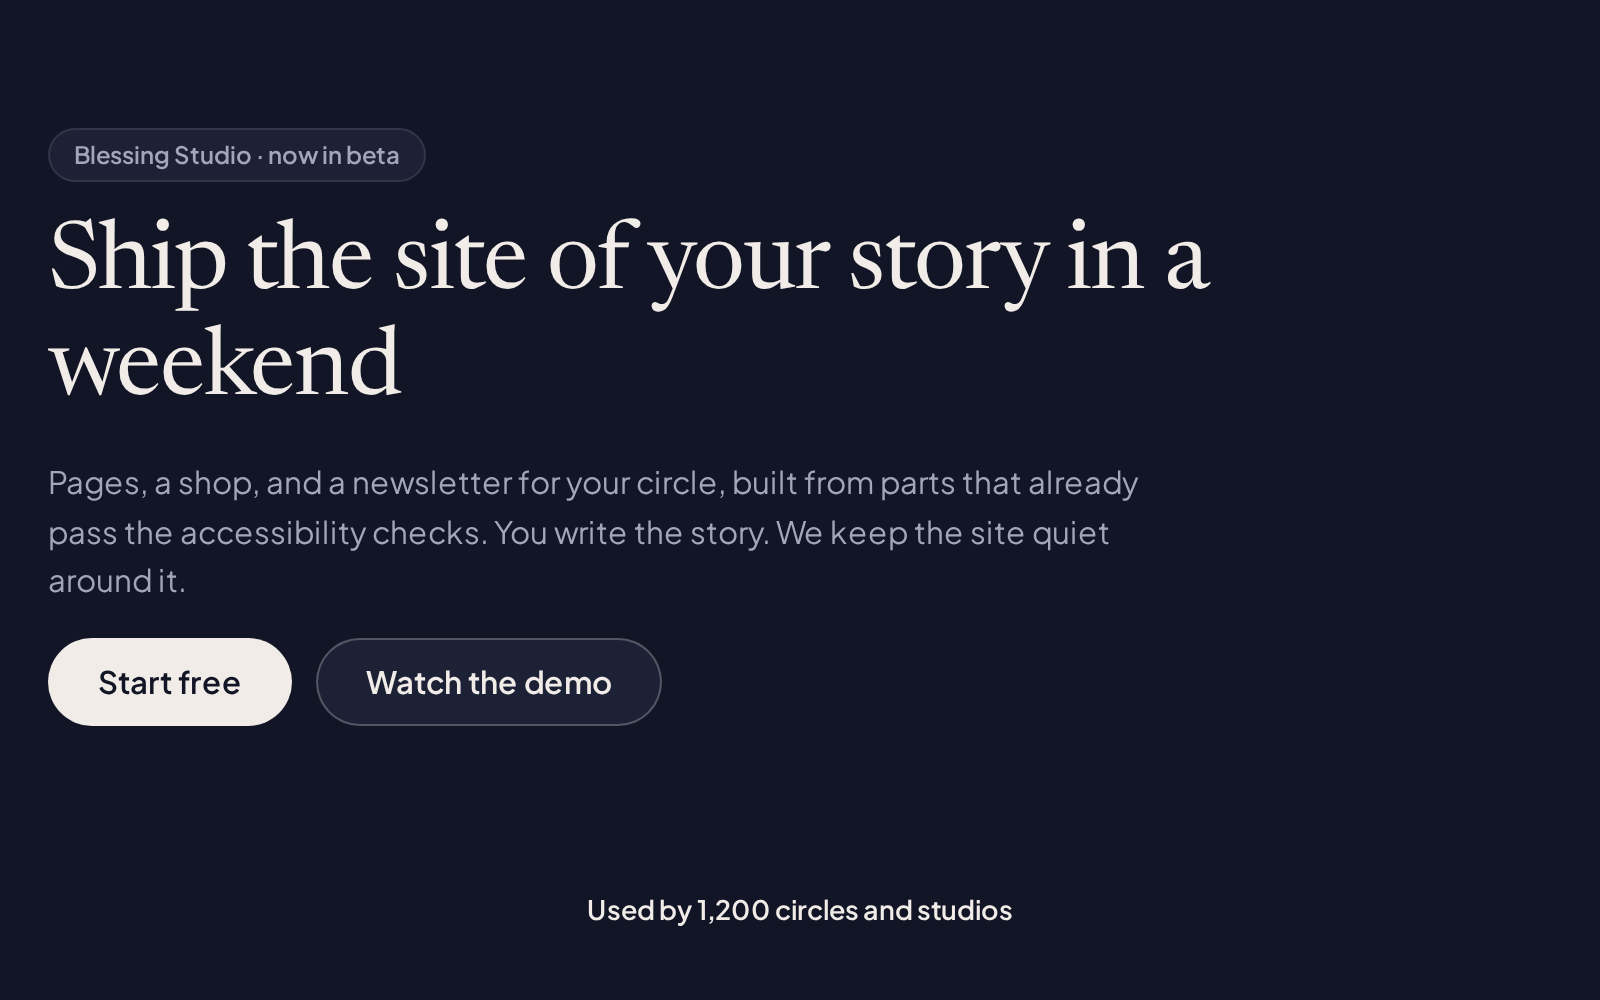 Blessing Studio · now in beta
Ship the site of your story in a
weekend
Pages, a shop, and a newsletter for your circle, built from parts that already
pass the accessibility checks. You write the story. We keep the site quiet
around it.
Start free
Watch the demo
Used by 1,200 circles and studios